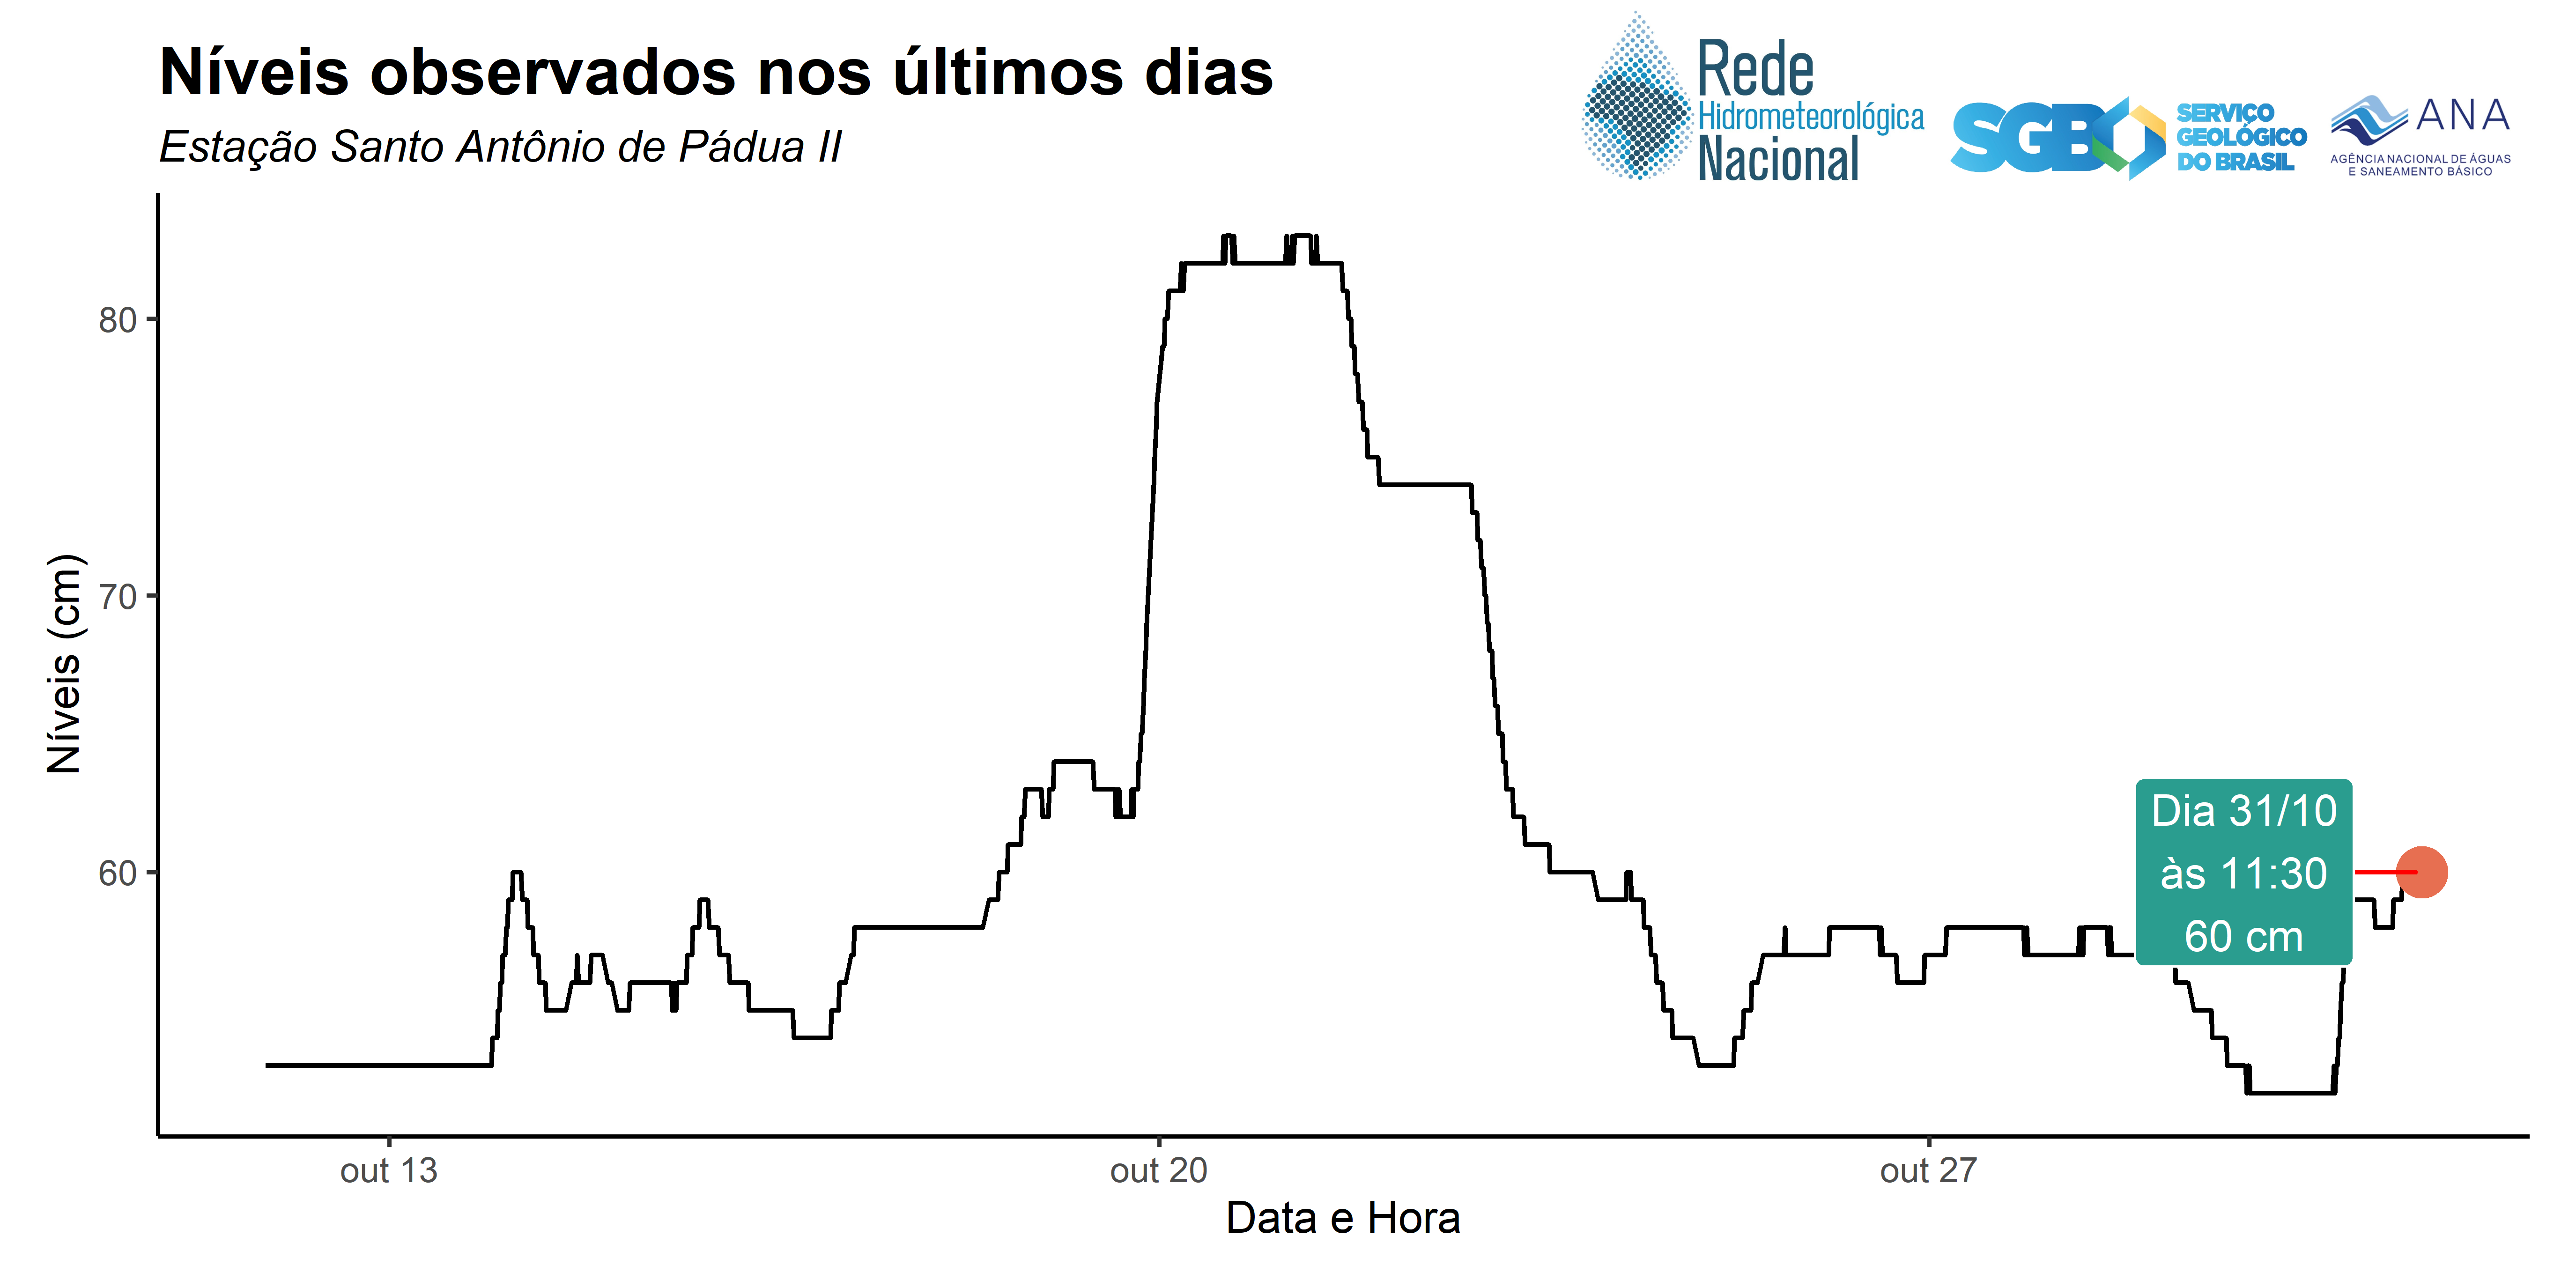 Níveis observados nos últimos dias
Estação Santo Antônio de Pádua II
Rede
Hidrometeorológica
Nacional
SGB
SERVIÇO
GEOLÓGICO
DO BRASIL
ANA
AGÊNCIA NACIONAL DE ÁGUAS
E SANEAMENTO BÁSICO
Níveis (cm)
80
70
60
Dia 31/10
às 11:30
60 cm
out 13
out 20
out 27
Data e Hora